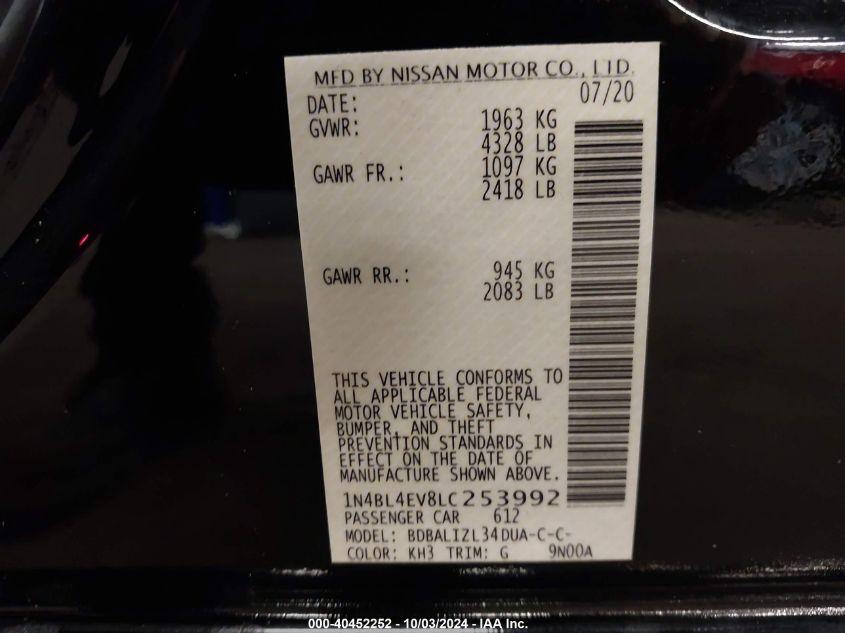 MFD BY NISSAN MOTOR CO., LTD.
DATE: 07/20
GVWR: 1963 KG
4328 LB
GAWR FR.: 1097 KG
2418 LB
GAWR RR.: 945 KG
2083 LB
THIS VEHICLE CONFORMS TO
ALL APPLICABLE FEDERAL
MOTOR VEHICLE SAFETY,
BUMPER, AND THEFT
PREVENTION STANDARDS IN
EFFECT ON THE DATE OF
MANUFACTURE SHOWN ABOVE.
1N4BL4EV8LC253992
PASSENGER CAR 612
MODEL: BDBALIZL34DUA-C-C-
COLOR: KH3 TRIM: G 9N00A
000-40452252 - 10/03/2024 - IAA Inc.